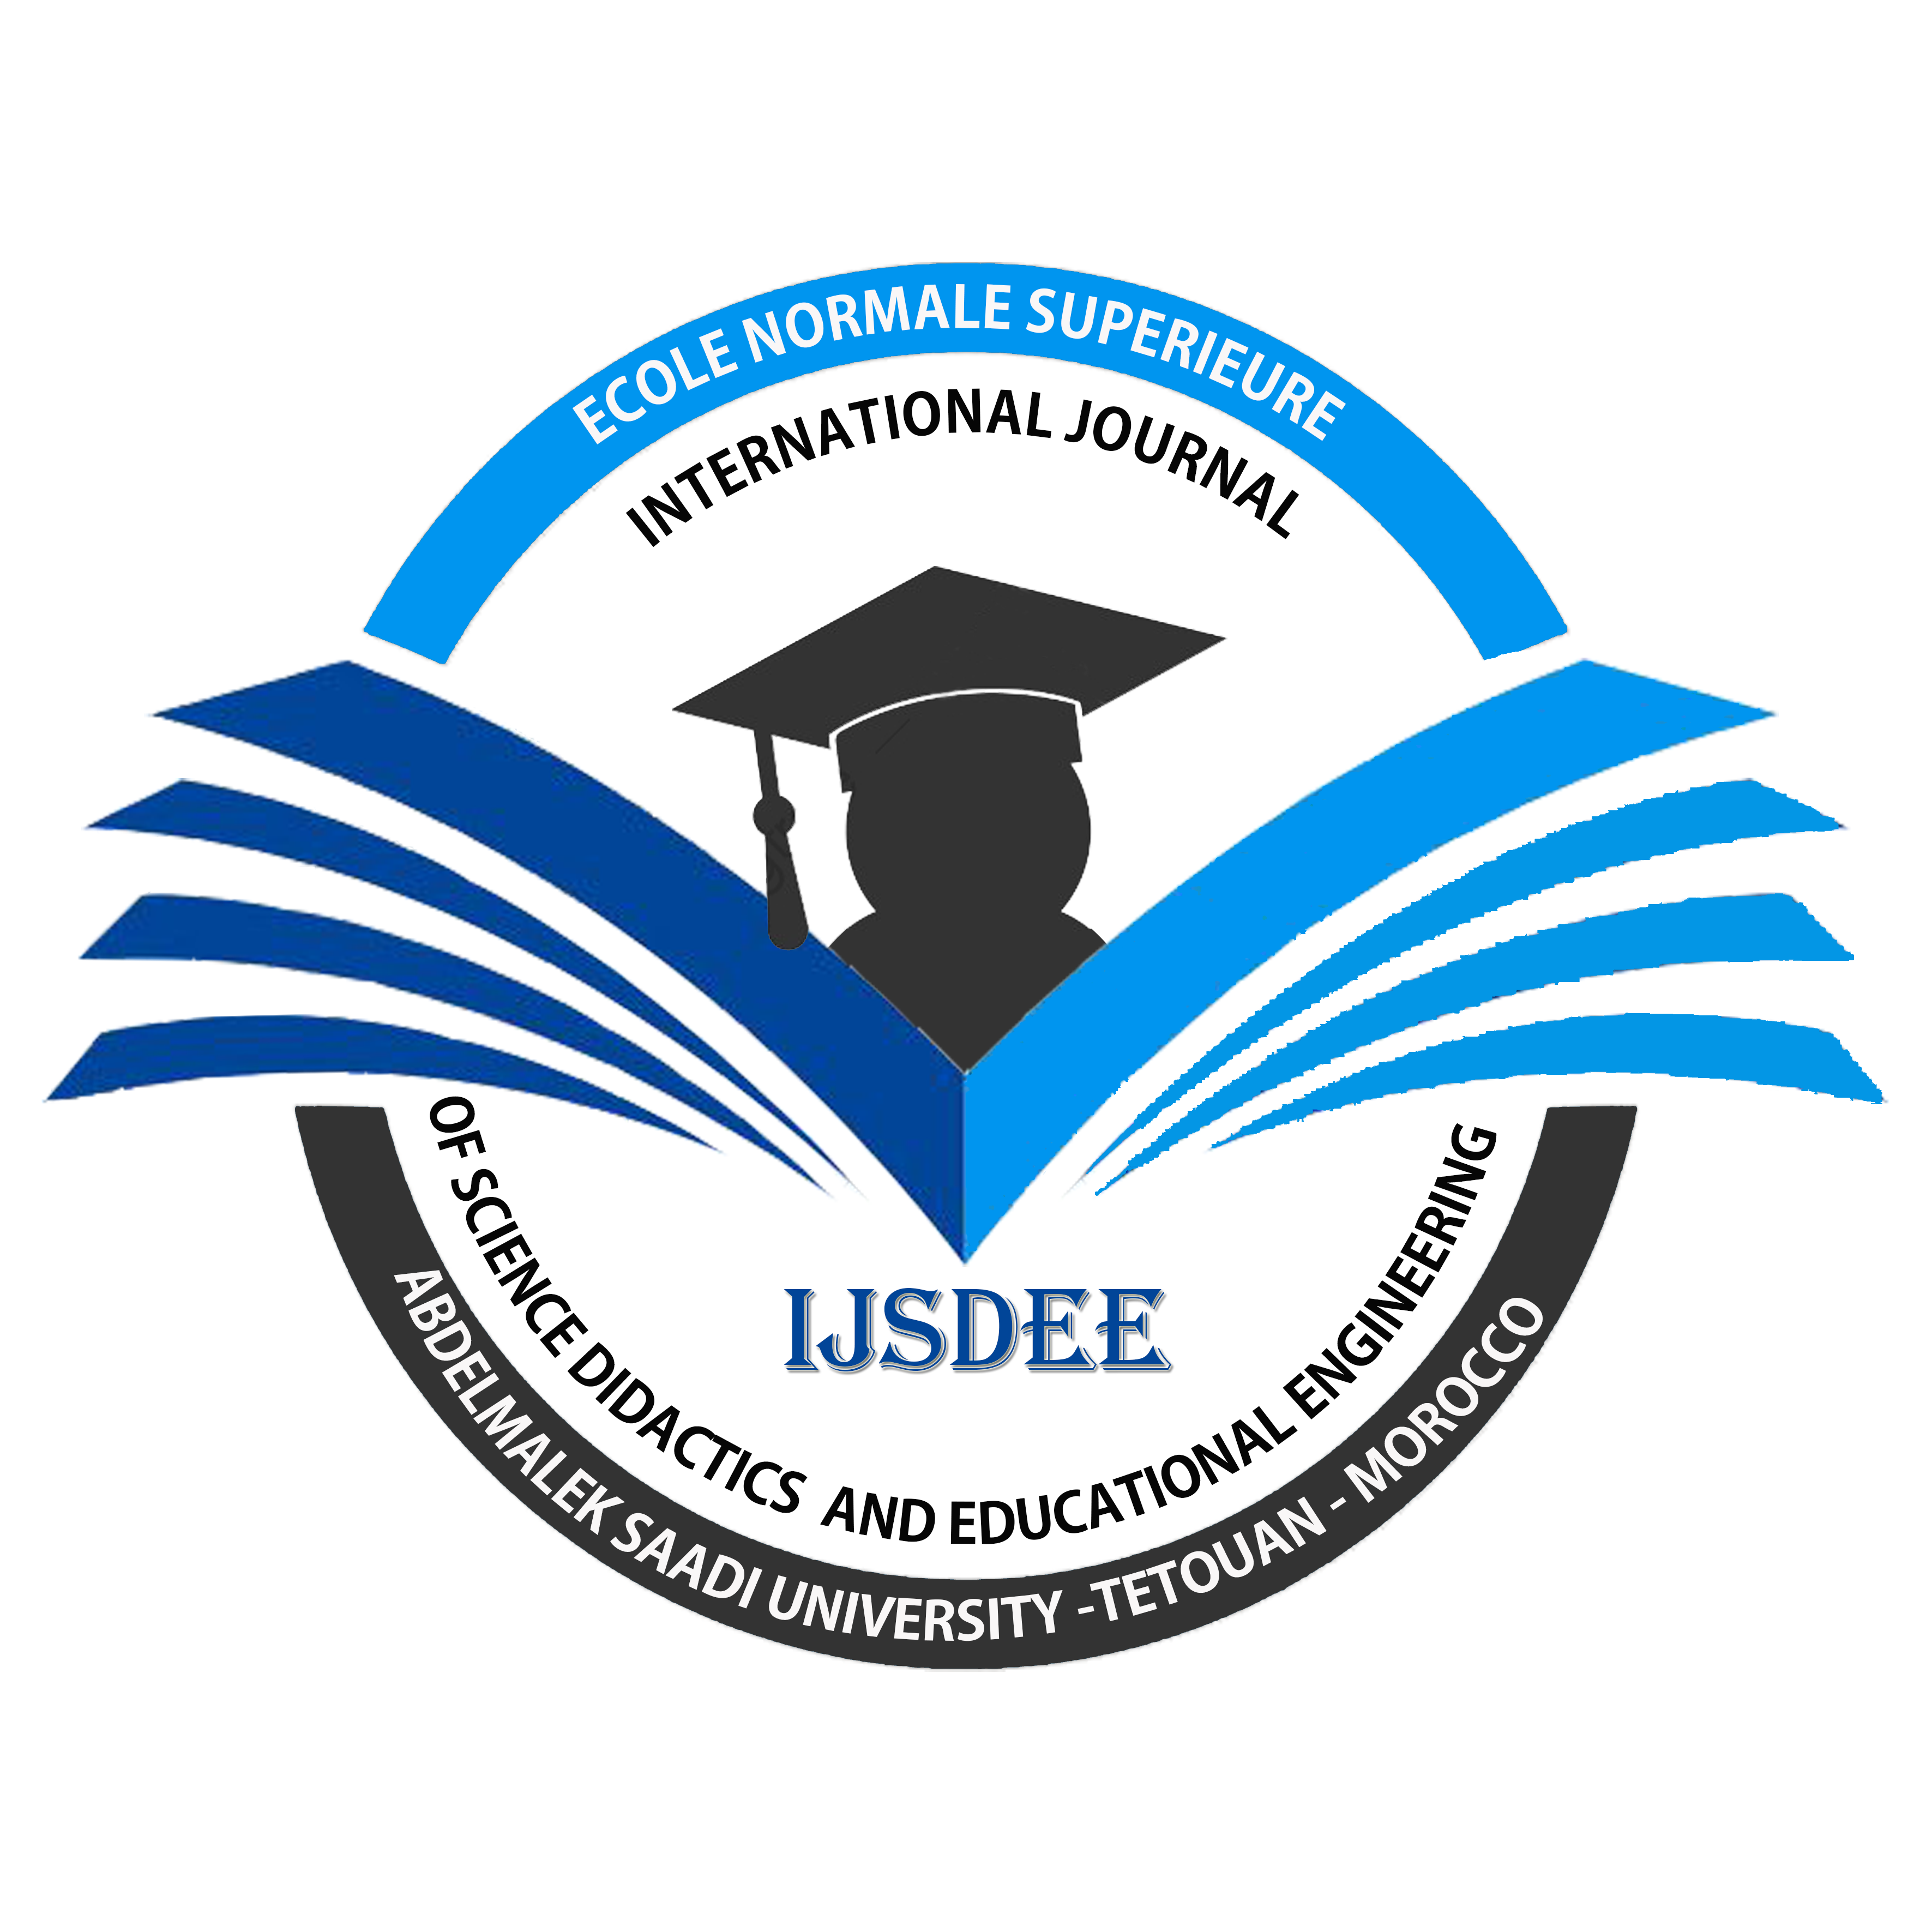 ECOLE NORMALE SUPERIEURE
INTERNATIONAL JOURNAL
IJSDEE
OF SCIENCE DIDACTICS AND EDUCATIONAL ENGINEERING
ABDELMALEK SAADI UNIVERSITY -TETOUAN - MOROCCO